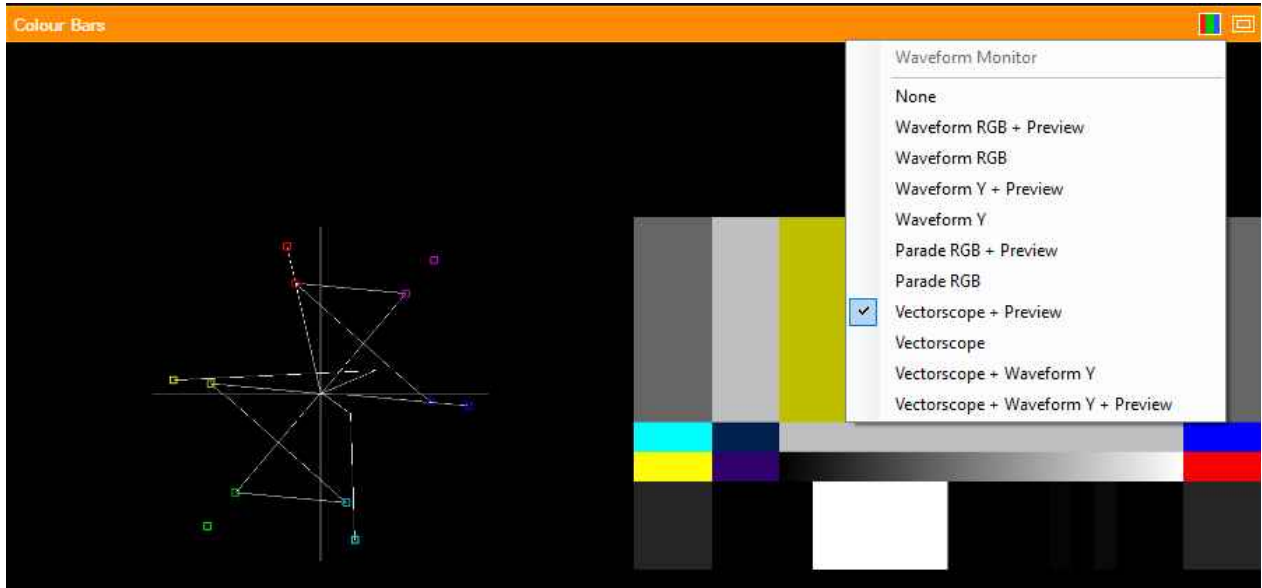 Colour Bars
Waveform Monitor
None
Waveform RGB + Preview
Waveform RGB
Waveform Y + Preview
Waveform Y
Parade RGB + Preview
Parade RGB
Vectorscope + Preview
Vectorscope
Vectorscope + Waveform Y
Vectorscope + Waveform Y + Preview